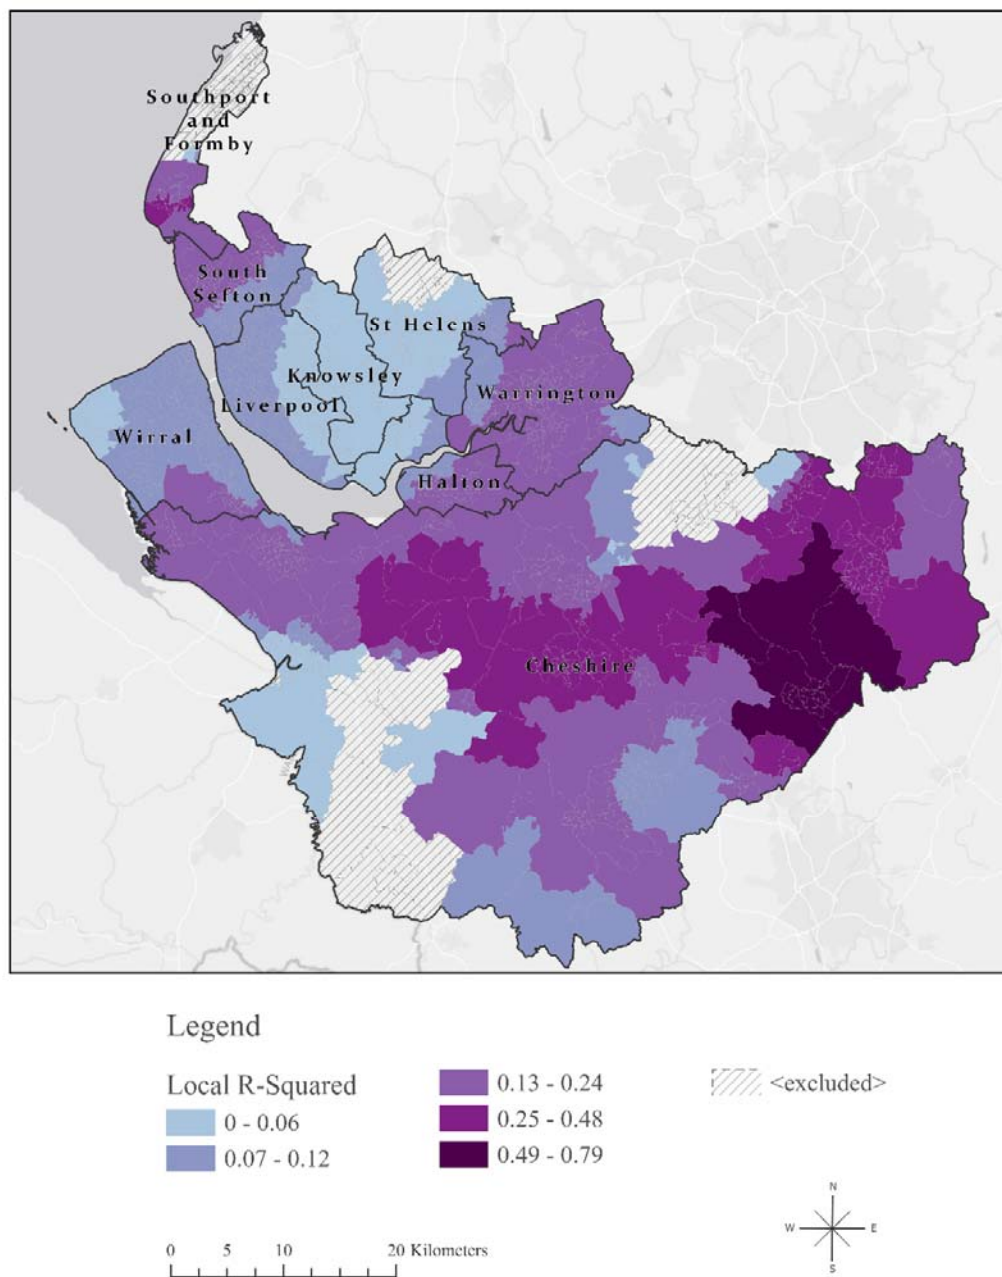 Southport
and
Formby
South
Sefton
St Helens
Knowsley
Liverpool
Warrington
Wirral
Halton
Cheshire
Legend
Local R-Squared
0 - 0.06
0.07 - 0.12
0.13 - 0.24
0.25 - 0.48
0.49 - 0.79
<excluded>
N
W E
S
0 5 10 20 Kilometers